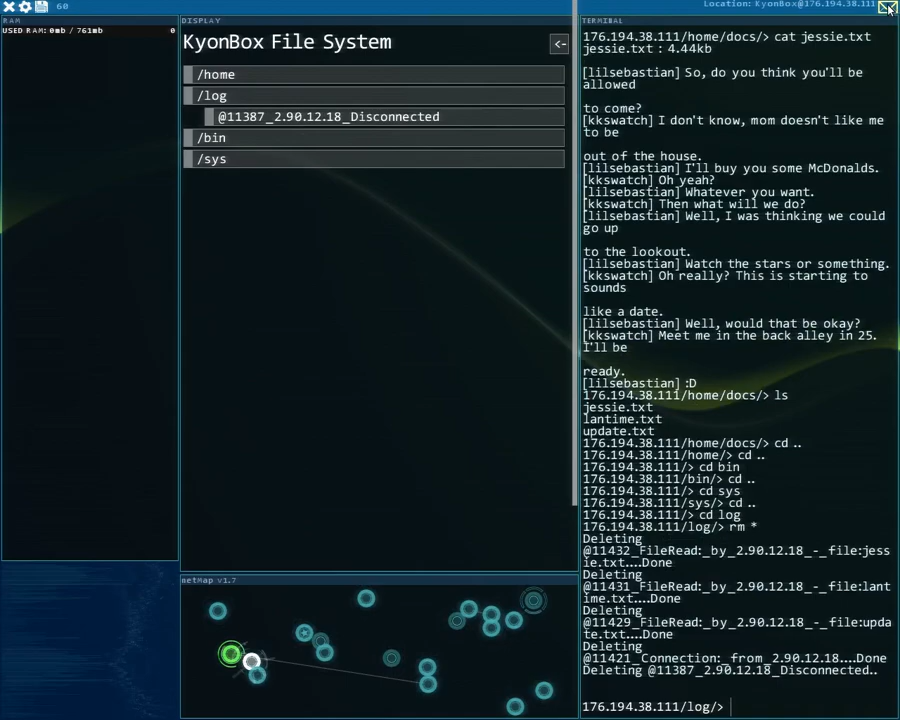 60
Location: KyonBox@176.194.38.111
RAM
USED RAM: 0mb / 761mb
0
DISPLAY
KyonBox File System
<-
/home
/log
@11387_2.90.12.18_Disconnected
/bin
/sys
netMap v1.7
TERMINAL
176.194.38.111/home/docs/> cat jessie.txt
jessie.txt : 4.44kb
[lilsebastian] So, do you think you'll be
allowed
to come?
[kkswatch] I don't know, mom doesn't like me
to be
out of the house.
[lilsebastian] I'll buy you some McDonalds.
[kkswatch] Oh yeah?
[lilsebastian] Whatever you want.
[kkswatch] Then what will we do?
[lilsebastian] Well, I was thinking we could
go up
to the lookout.
[lilsebastian] Watch the stars or something.
[kkswatch] Oh really? This is starting to
sounds
like a date.
[lilsebastian] Well, would that be okay?
[kkswatch] Meet me in the back alley in 25.
I'll be
ready.
[lilsebastian] :D
176.194.38.111/home/docs/> ls
jessie.txt
lantime.txt
update.txt
176.194.38.111/home/docs/> cd ..
176.194.38.111/home/> cd ..
176.194.38.111/> cd bin
176.194.38.111/bin/> cd ..
176.194.38.111/> cd sys
176.194.38.111/sys/> cd ..
176.194.38.111/> cd log
176.194.38.111/log/> rm *
Deleting
@11432_FileRead:_by_2.90.12.18_-_file:jess
ie.txt....Done
Deleting
@11431_FileRead:_by_2.90.12.18_-_file:lant
ime.txt....Done
Deleting
@11429_FileRead:_by_2.90.12.18_-_file:upda
te.txt....Done
Deleting
@11421_Connection:_from_2.90.12.18....Done
Deleting @11387_2.90.12.18_Disconnected..
176.194.38.111/log/>